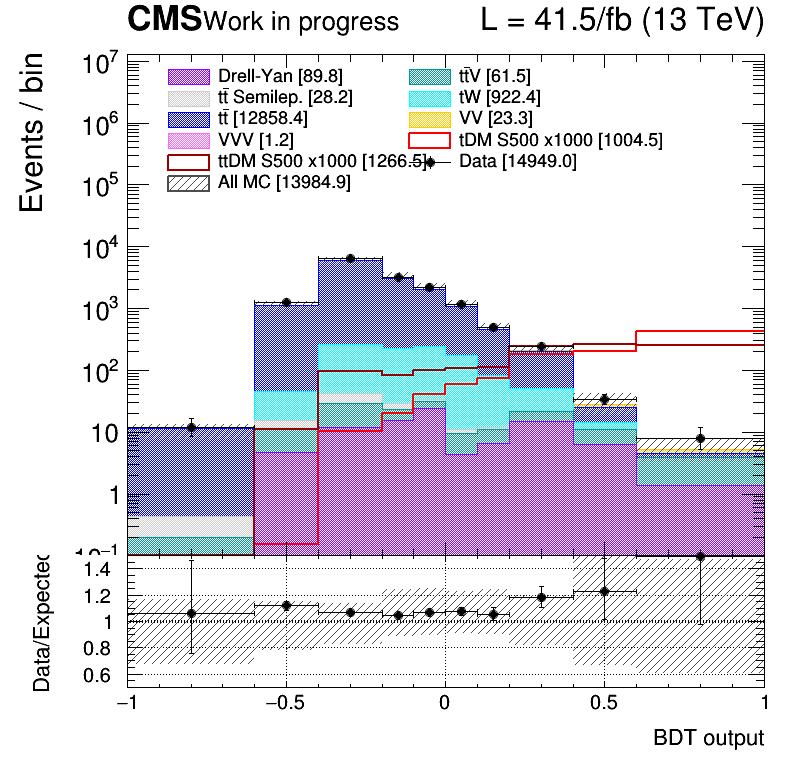 CMS Work in progress L = 41.5/fb (13 TeV)
Events / bin
10⁷
10⁶
10⁵
10⁴
10³
10²
10
1
10⁻¹
Drell-Yan [89.8] tt̄V [61.5]
tt̄ Semilep. [28.2] tW [922.4]
tt̄ [12858.4] VV [23.3]
VVV [1.2] tDM S500 x1000 [1004.5]
ttDM S500 x1000 [1266.5] Data [14949.0]
All MC [13984.9]
Data/Expected
1.4
1.2
1
0.8
0.6
−1 −0.5 0 0.5 1
BDT output